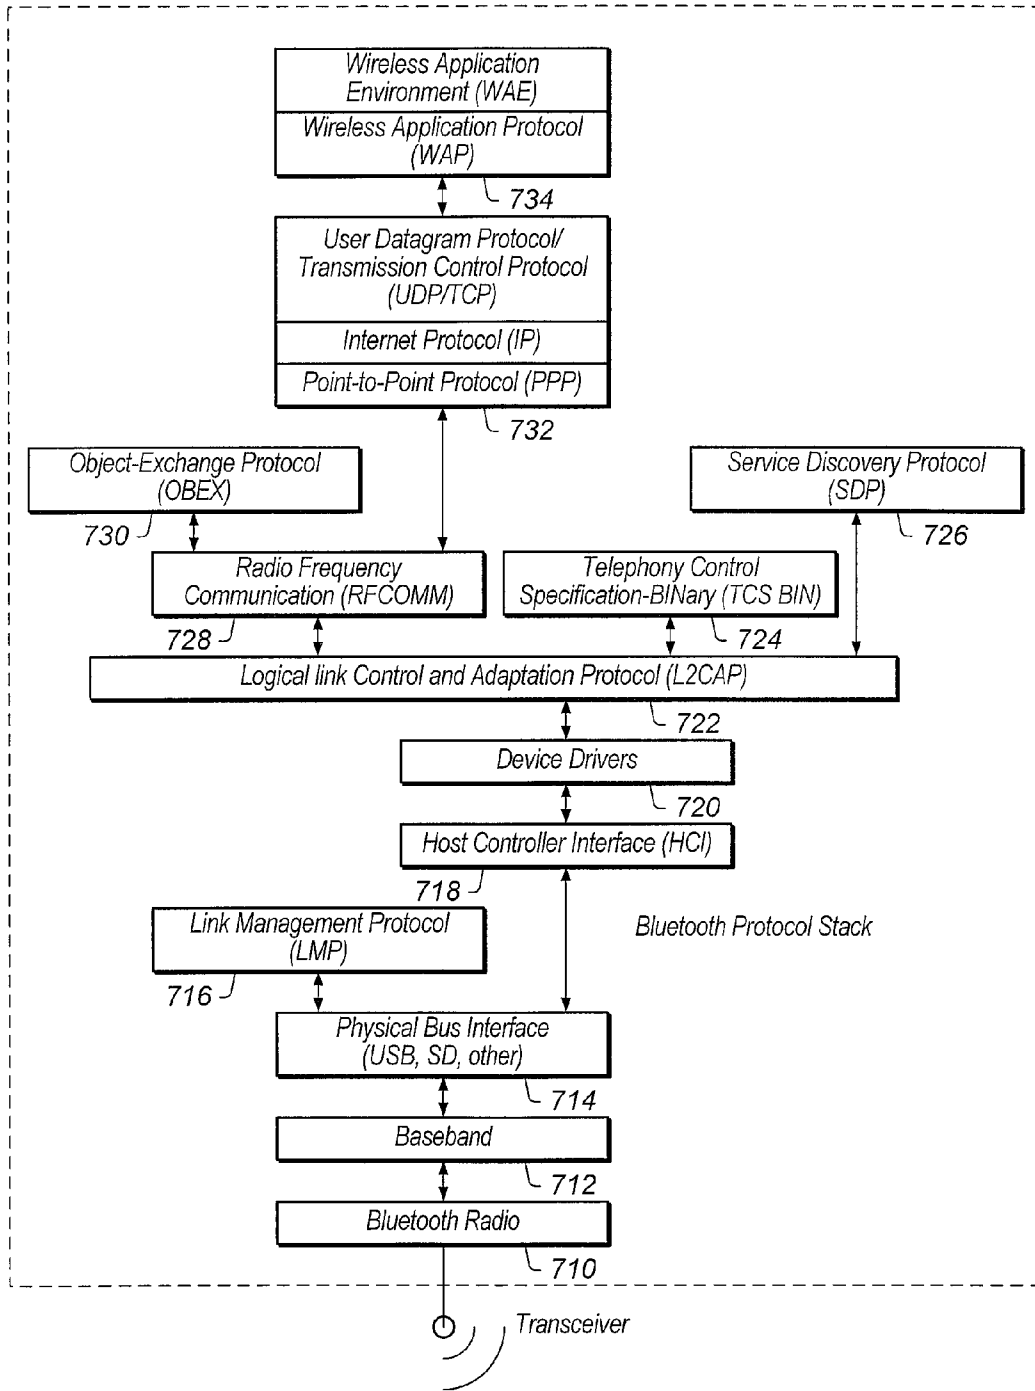 Wireless Application
Environment (WAE)
Wireless Application Protocol
(WAP)
734
User Datagram Protocol/
Transmission Control Protocol
(UDP/TCP)
Internet Protocol (IP)
Point-to-Point Protocol (PPP)
732
Object-Exchange Protocol
(OBEX)
730
Service Discovery Protocol
(SDP)
726
Radio Frequency
Communication (RFCOMM)
728
Telephony Control
Specification-BINary (TCS BIN)
724
Logical link Control and Adaptation Protocol (L2CAP)
722
Device Drivers
720
Host Controller Interface (HCI)
718
Link Management Protocol
(LMP)
716
Bluetooth Protocol Stack
Physical Bus Interface
(USB, SD, other)
714
Baseband
712
Bluetooth Radio
710
Transceiver